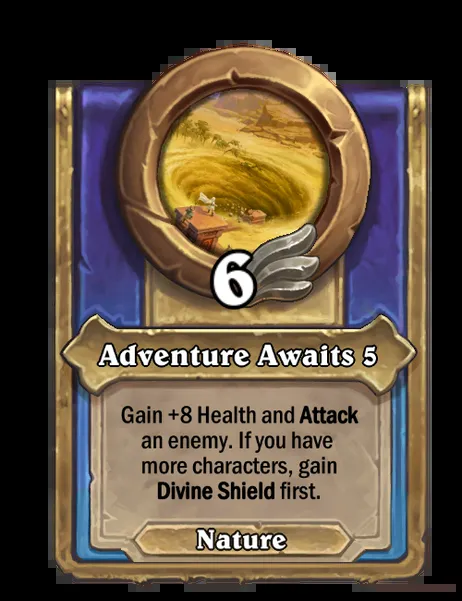 6
Adventure Awaits 5
Gain +8 Health and Attack
an enemy. If you have
more characters, gain
Divine Shield first.
Nature